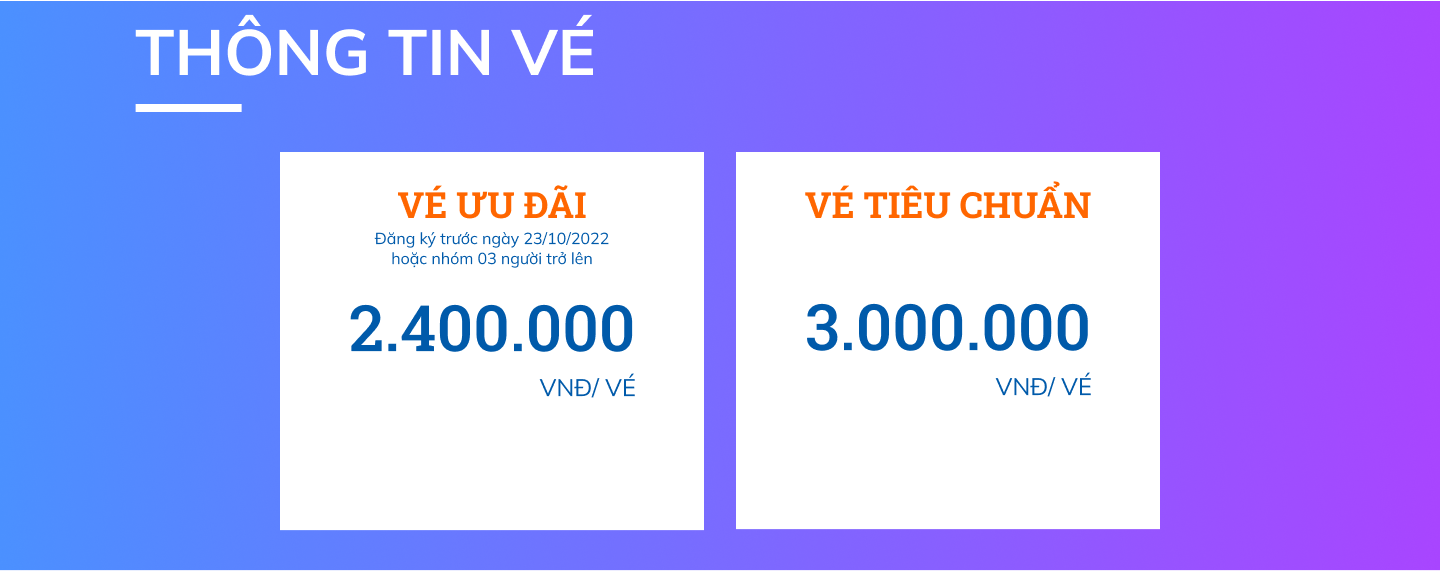 THÔNG TIN VÉ
VÉ ƯU ĐÃI
Đăng ký trước ngày 23/10/2022
hoặc nhóm 03 người trở lên
2.400.000
VNĐ/ VÉ
VÉ TIÊU CHUẨN
3.000.000
VNĐ/ VÉ